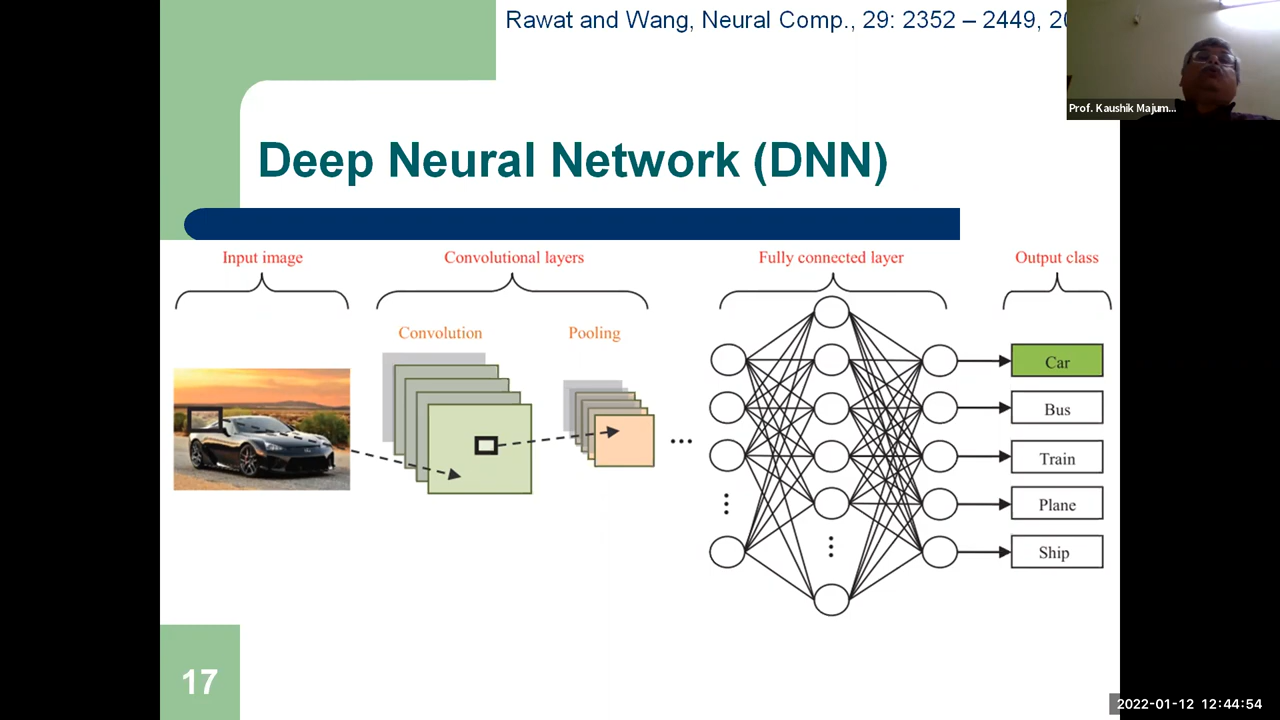 Rawat and Wang, Neural Comp., 29: 2352 – 2449,
Prof. Kaushik Majum...
Deep Neural Network (DNN)
Input image
Convolutional layers
Fully connected layer
Output class
Convolution
Pooling
Car
Bus
Train
Plane
Ship
17
2022-01-12 12:44:54